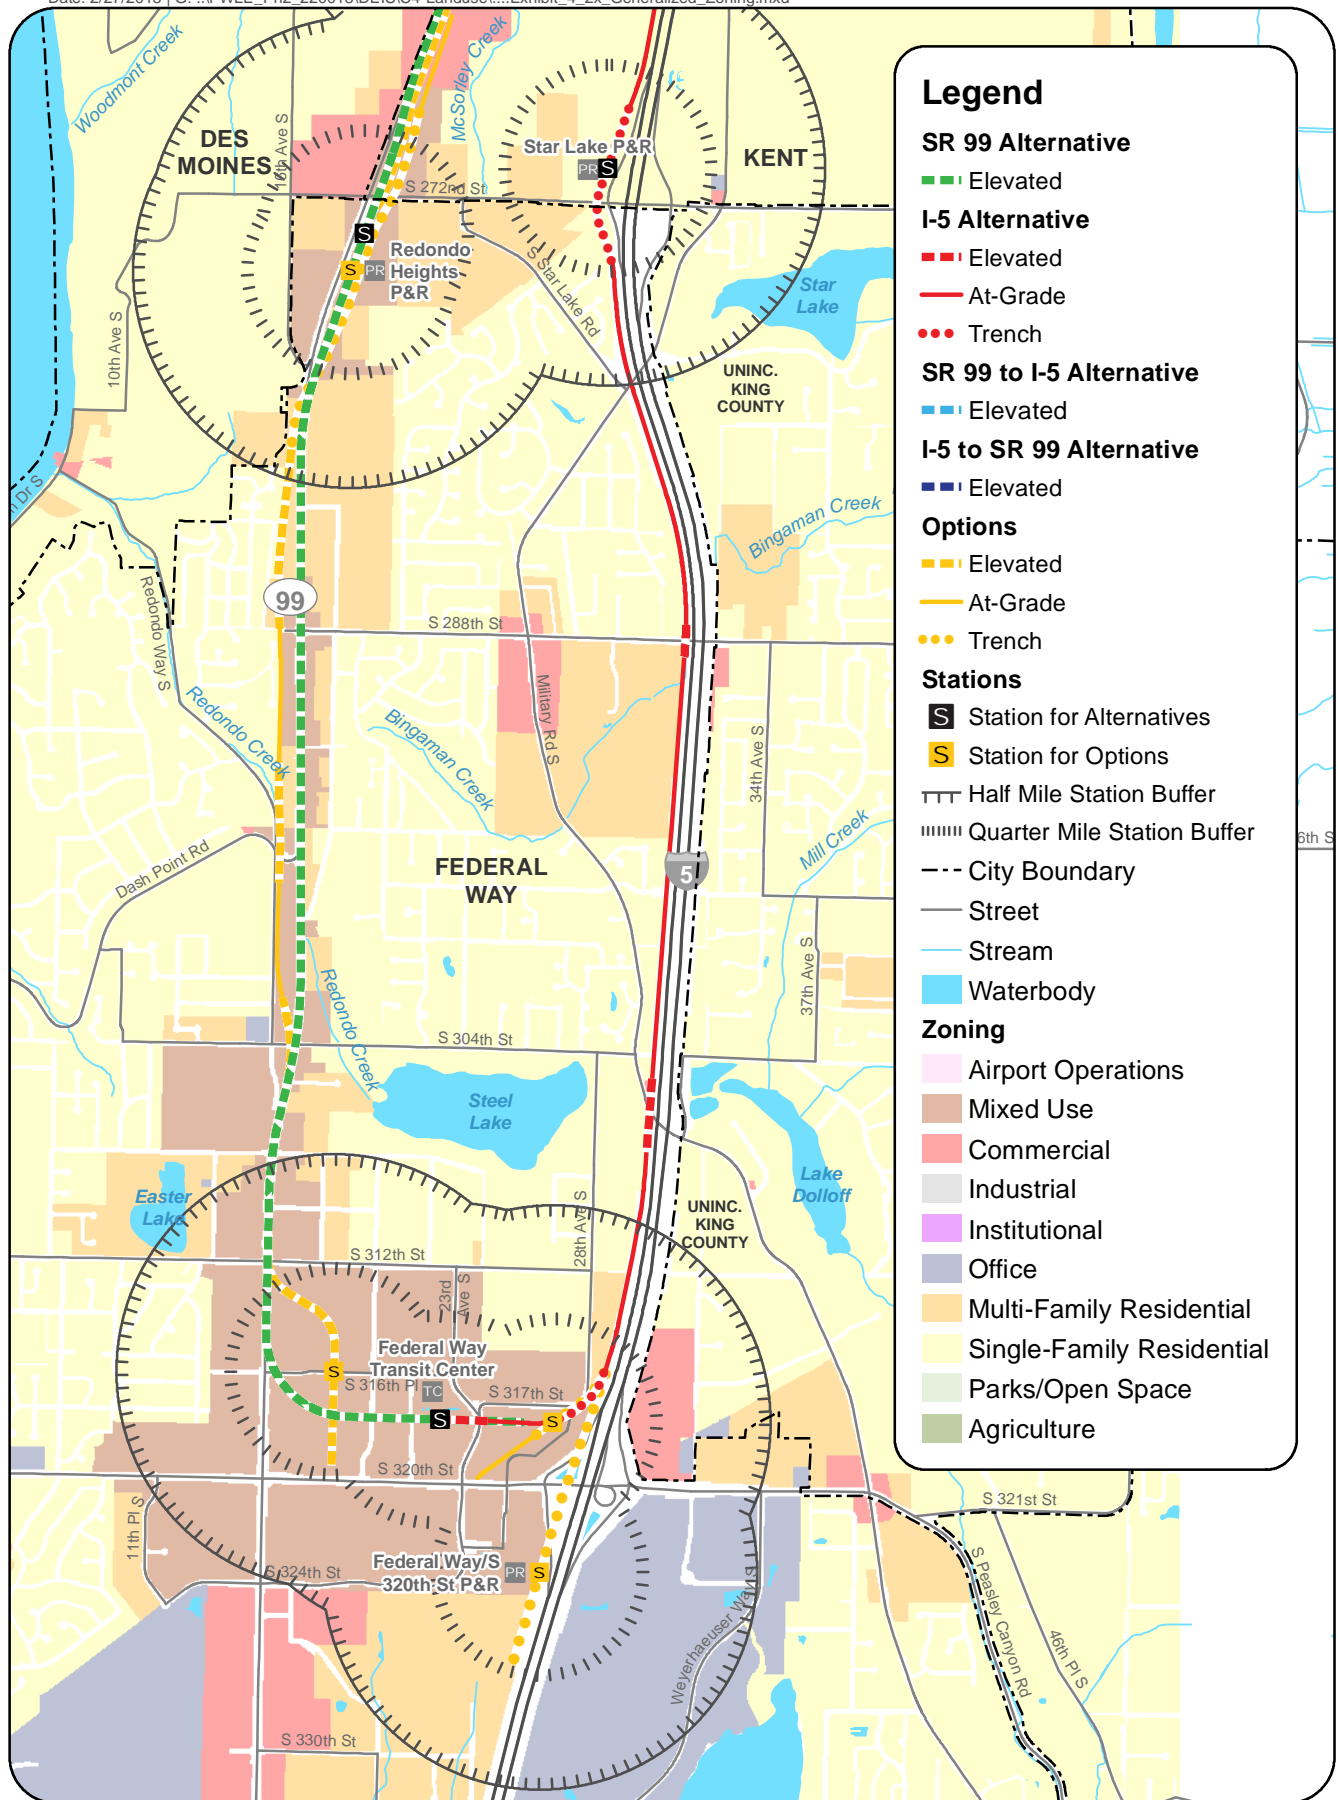 Woodmont Creek
McSorley Creek
DES
MOINES
16th Ave S
Star Lake P&R
PR
S
KENT
S 272nd St
S
S
PR
Redondo
Heights
P&R
S Star Lake Rd
Star
Lake
10th Ave S
UNINC.
KING
COUNTY
Dr S
Bingaman Creek
99
Redondo Way S
S 288th St
Military Rd S
Redondo Creek
Bingaman Creek
34th Ave S
Mill Creek
Dash Point Rd
FEDERAL
WAY
5
37th Ave S
Redondo Creek
S 304th St
Steel
Lake
Easter
Lake
Lake
Dolloff
28th Ave S
UNINC.
KING
COUNTY
S 312th St
23rd
Ave S
Federal Way
Transit Center
S
S 316th Pl
TC
S 317th St
S
S
S 320th St
11th Pl S
S 321st St
S 324th St
Federal Way/S
320th St P&R
PR
S
S Peasley Canyon Rd
46th Pl S
Weyerhaeuser Way S
S 330th St
6th S
Legend
SR 99 Alternative
Elevated
I-5 Alternative
Elevated
At-Grade
Trench
SR 99 to I-5 Alternative
Elevated
I-5 to SR 99 Alternative
Elevated
Options
Elevated
At-Grade
Trench
Stations
S Station for Alternatives
S Station for Options
Half Mile Station Buffer
Quarter Mile Station Buffer
City Boundary
Street
Stream
Waterbody
Zoning
Airport Operations
Mixed Use
Commercial
Industrial
Institutional
Office
Multi-Family Residential
Single-Family Residential
Parks/Open Space
Agriculture